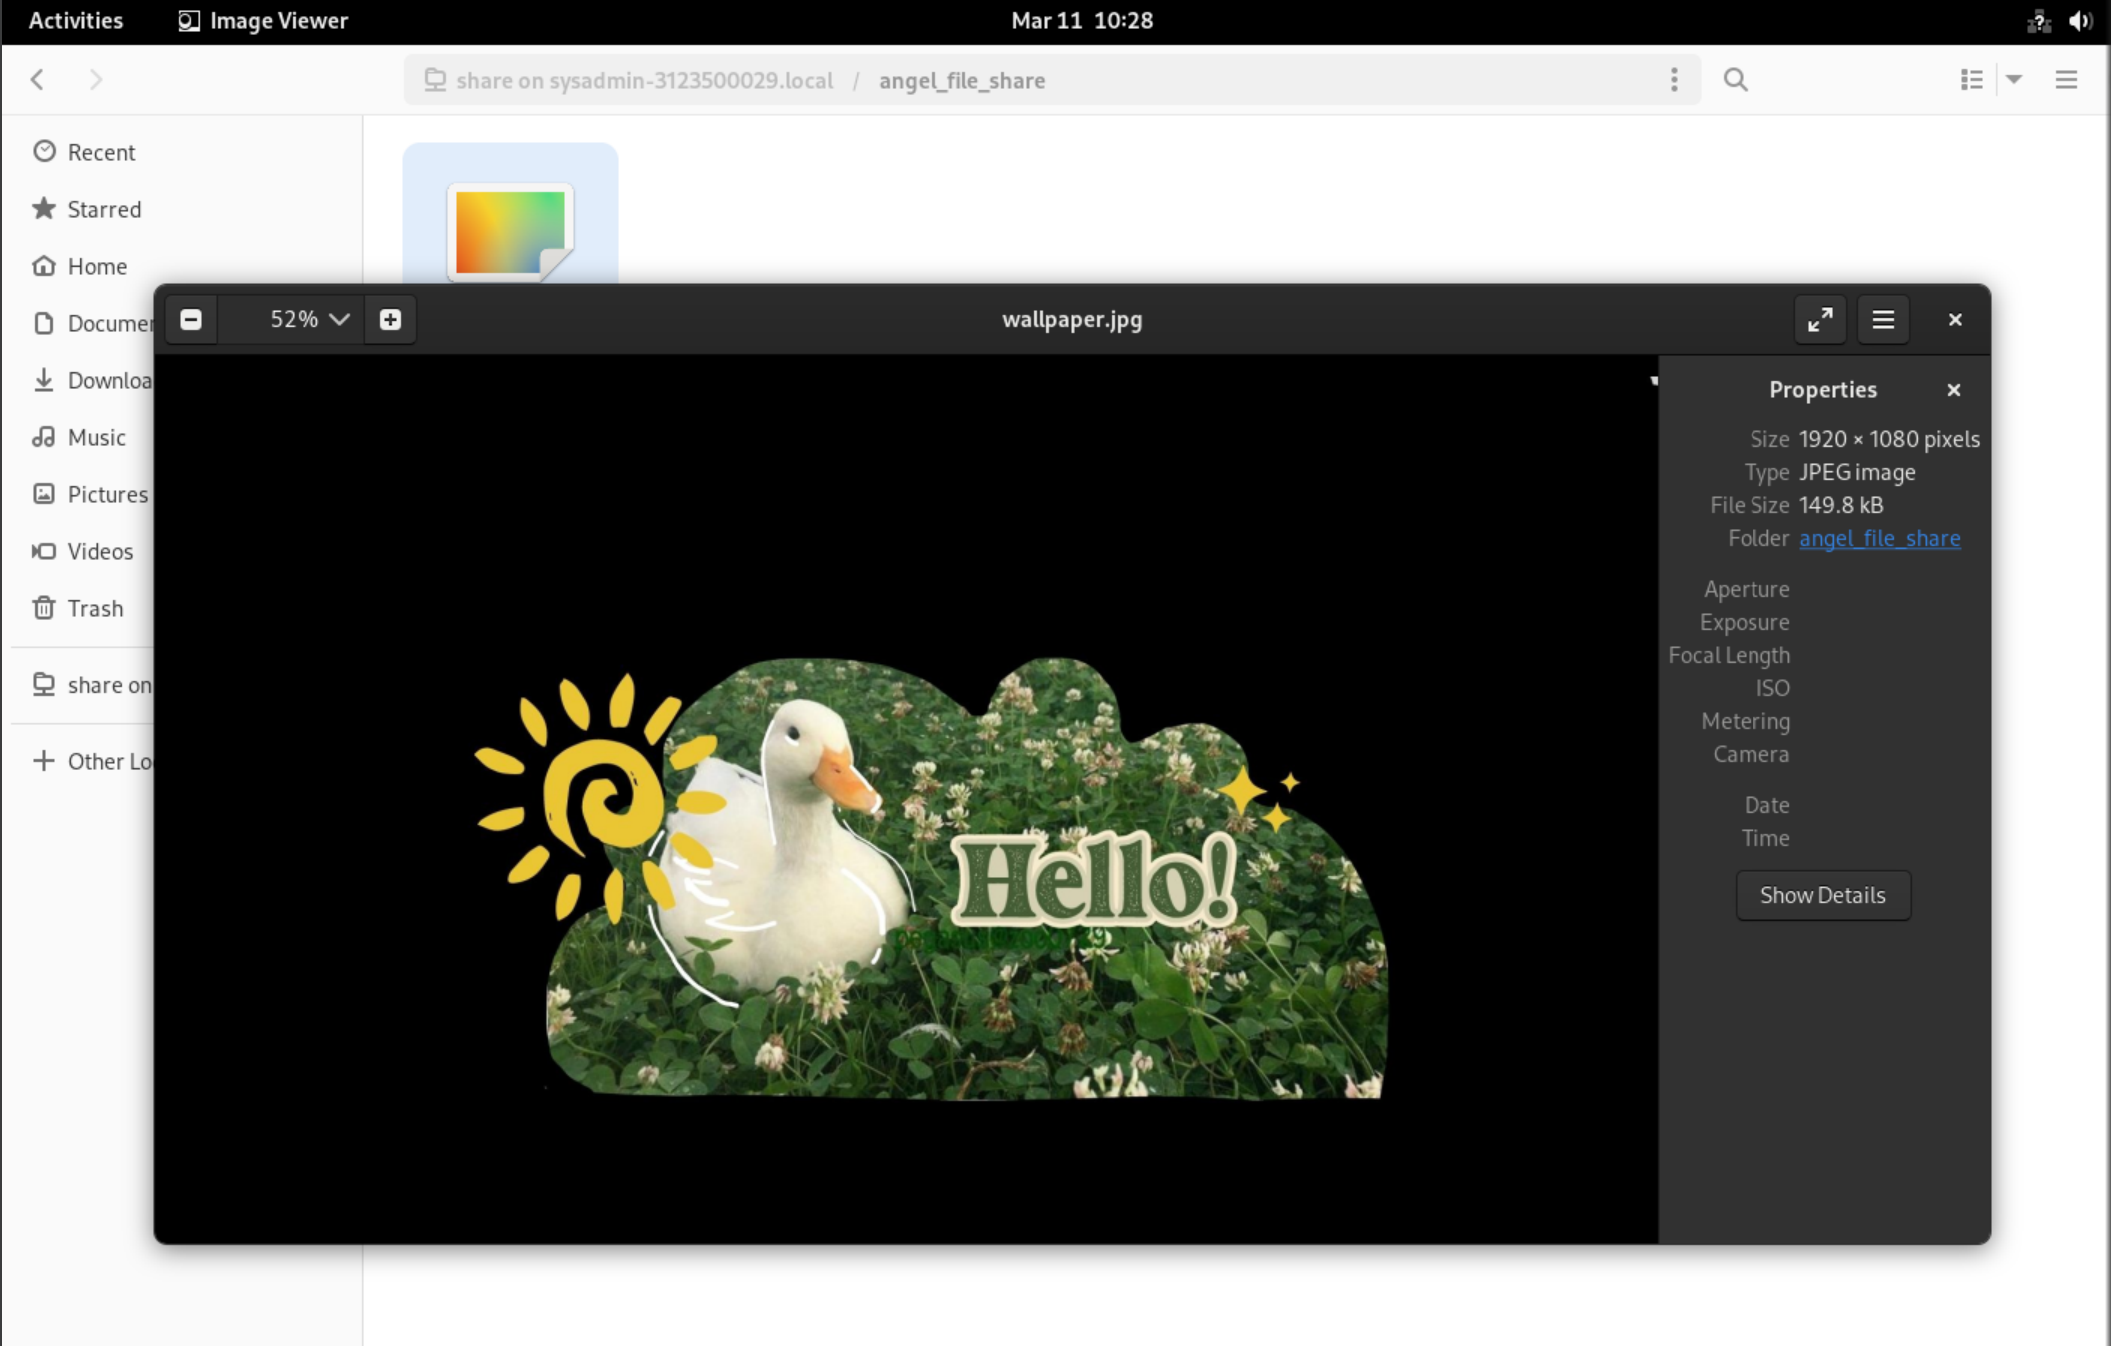 Activities
Image Viewer
Mar 11 10:28
share on sysadmin-3123500029.local / angel_file_share
Recent
Starred
Home
Documen
Downloa
Music
Pictures
Videos
Trash
share on
Other Lo
52%
wallpaper.jpg
Properties
Size 1920 × 1080 pixels
Type JPEG image
File Size 149.8 kB
Folder angel_file_share
Aperture
Exposure
Focal Length
ISO
Metering
Camera
Date
Time
Show Details
Hello!